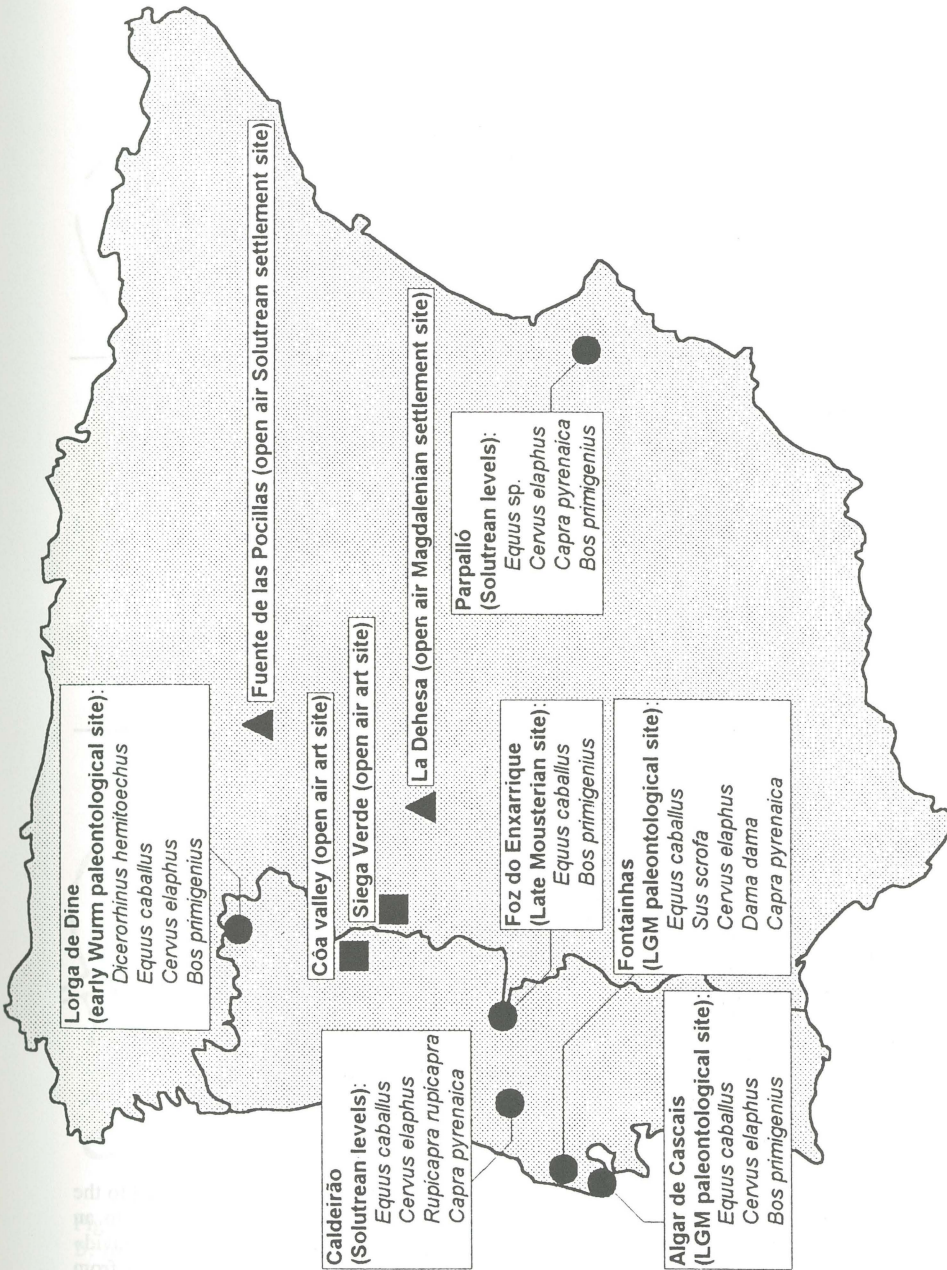 Lorga de Dine
(early Wurm paleontological site):
Dicerorhinus hemitoechus
Equus caballus
Cervus elaphus
Bos primigenius
Fuente de las Pocillas (open air Solutrean settlement site)
Côa valley (open air art site)
Siega Verde (open air art site)
La Dehesa (open air Magdalenian settlement site)
Caldeirão
(Solutrean levels):
Equus caballus
Cervus elaphus
Rupicapra rupicapra
Capra pyrenaica
Foz do Enxarrique
(Late Mousterian site):
Equus caballus
Bos primigenius
Parpalló
(Solutrean levels):
Equus sp.
Cervus elaphus
Capra pyrenaica
Bos primigenius
Fontainhas
(LGM paleontological site):
Equus caballus
Sus scrofa
Cervus elaphus
Dama dama
Capra pyrenaica
Algar de Cascais
(LGM paleontological site):
Equus caballus
Cervus elaphus
Bos primigenius